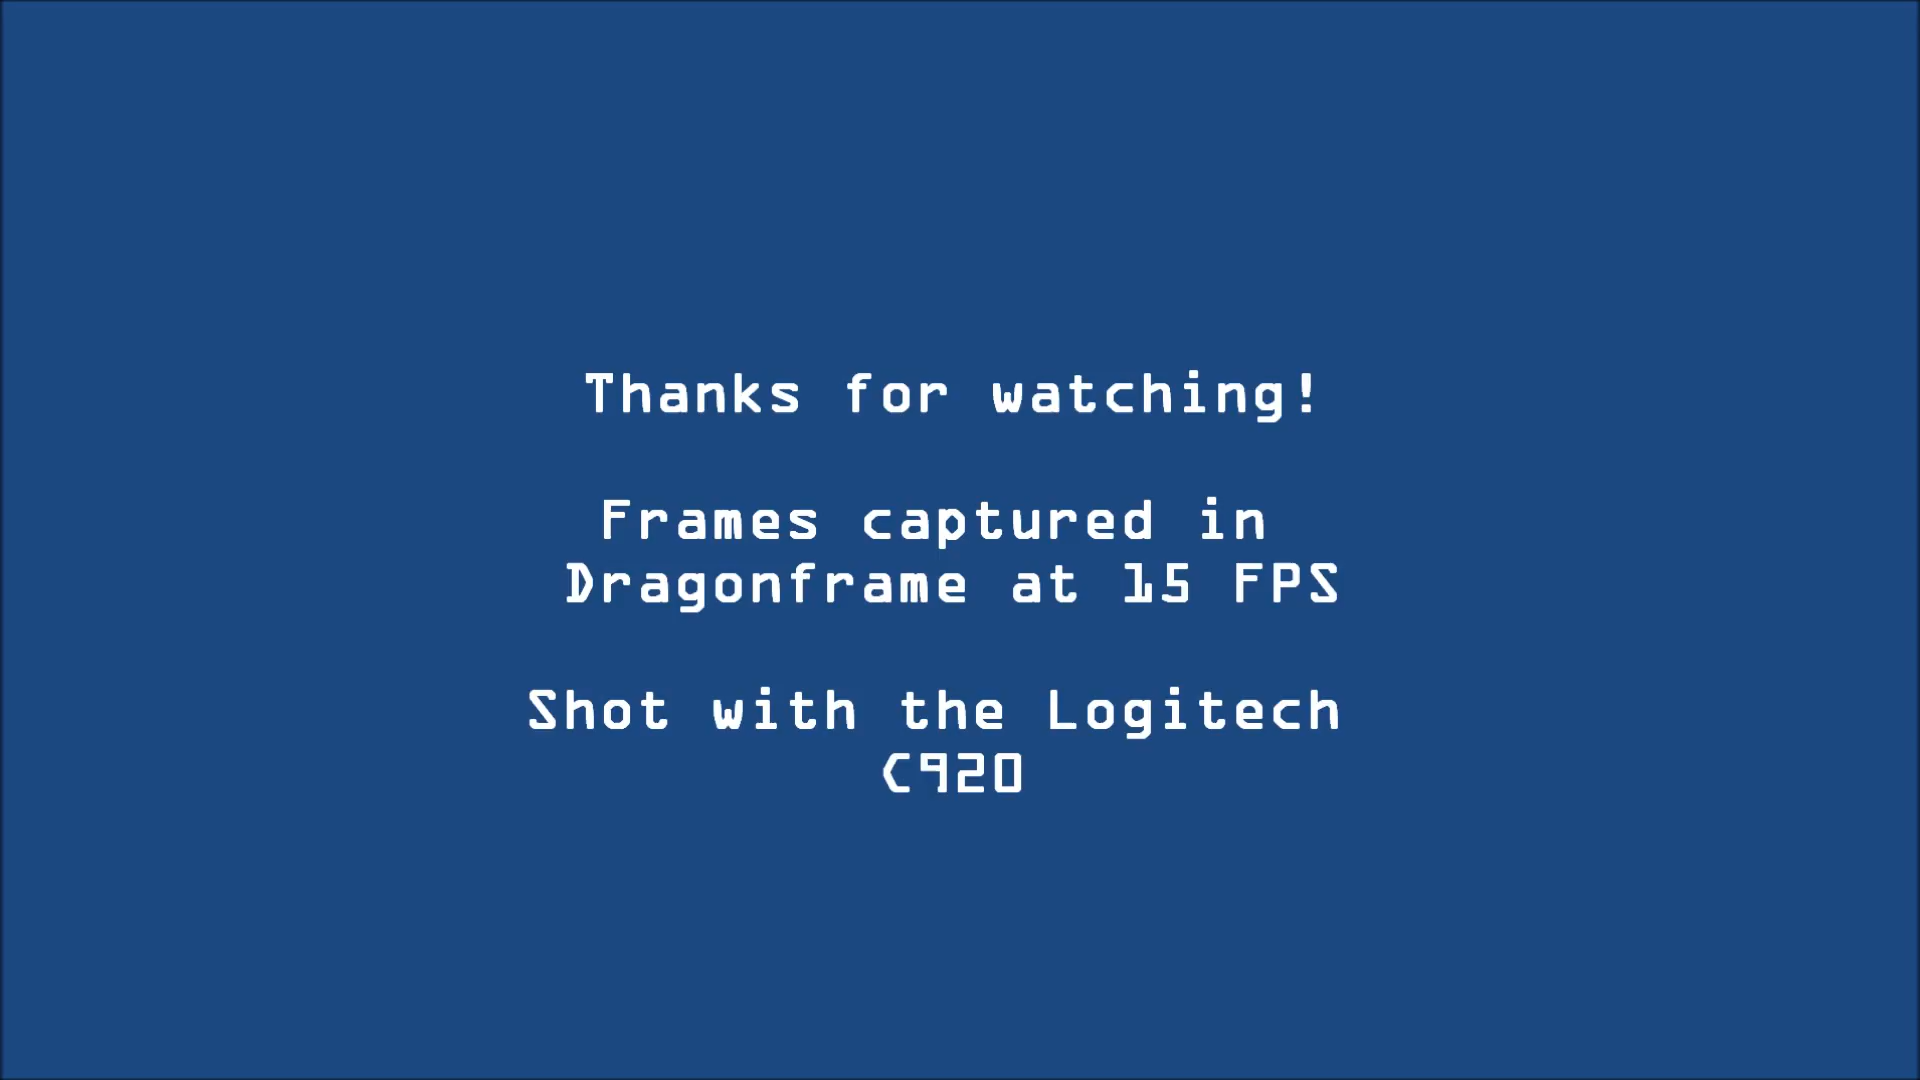 Thanks for watching!
Frames captured in
Dragonframe at 15 FPS
Shot with the Logitech
C920